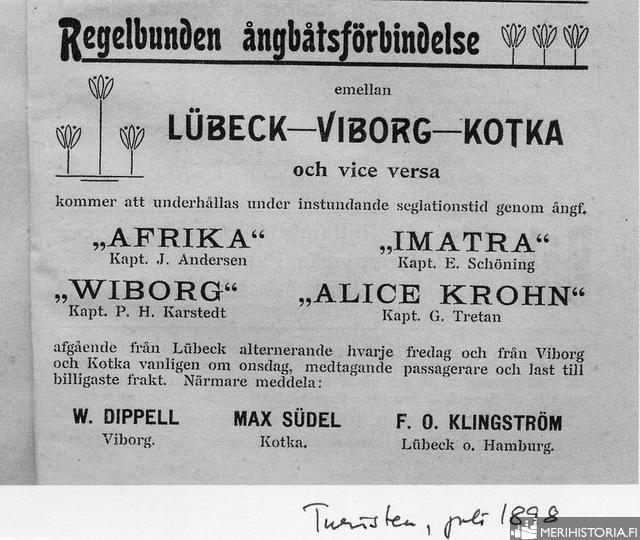 Regelbunden ångbåtsförbindelse
emellan
LÜBECK—VIBORG—KOTKA
och vice versa
kommer att underhållas under instundande seglationstid genom ångf.
„AFRIKA“ „IMATRA“
Kapt. J. Andersen Kapt. E. Schöning
„WIBORG“ „ALICE KROHN“
Kapt. P. H. Karstedt Kapt. G. Tretan
afgående från Lübeck alternerande hvarje fredag och från Viborg
och Kotka vanligen om onsdag, medtagande passagerare och last till
billigaste frakt. Närmare meddela:
W. DIPPELL MAX SÜDEL F. O. KLINGSTRÖM
Viborg. Kotka. Lübeck o. Hamburg.
Turisten, juli 1898
MERIHISTORIA.FI